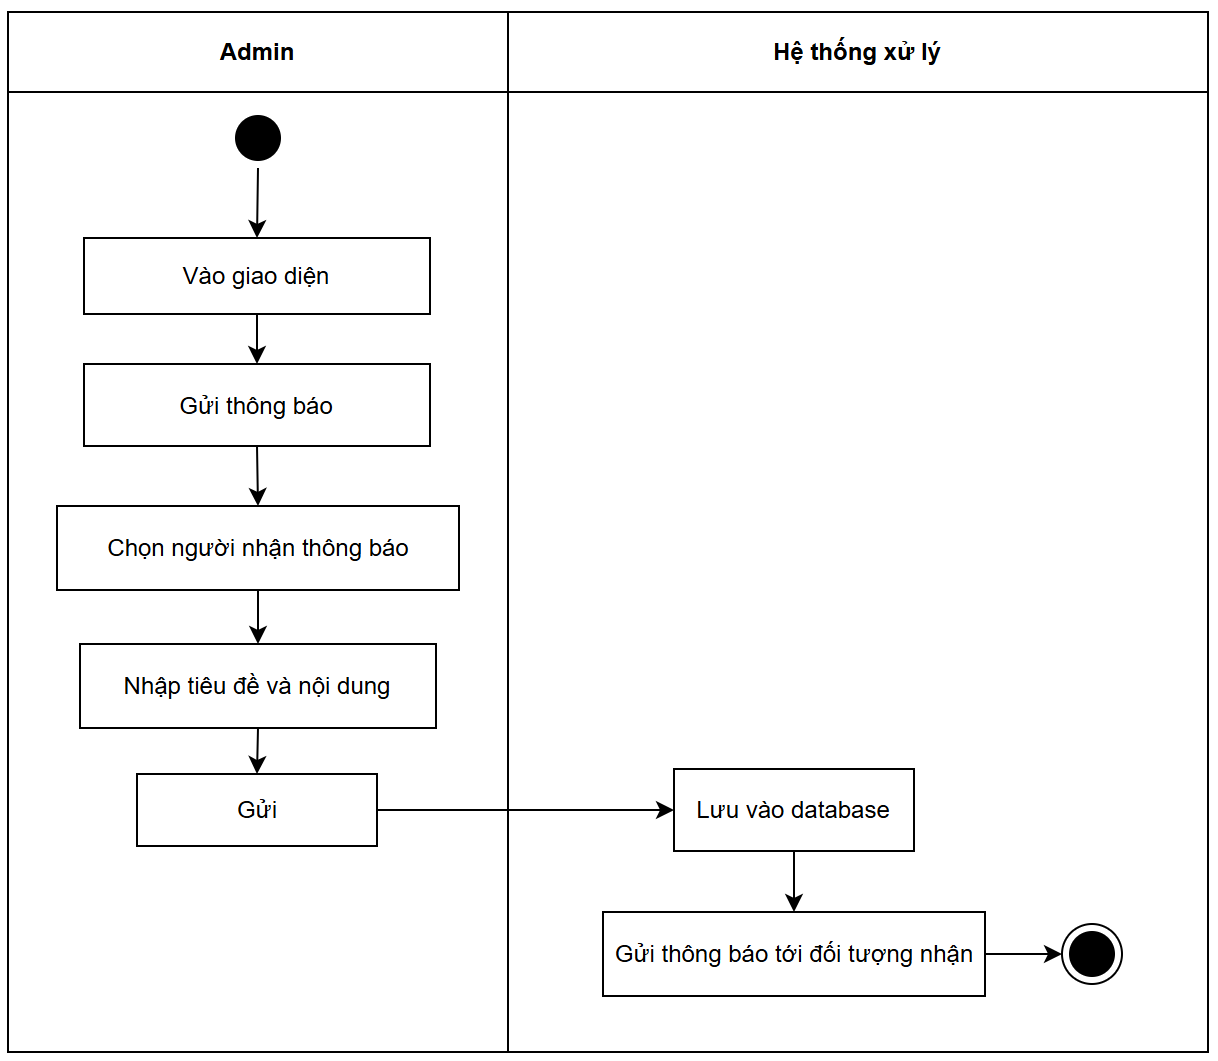 Admin
Hệ thống xử lý
Vào giao diện
Gửi thông báo
Chọn người nhận thông báo
Nhập tiêu đề và nội dung
Gửi
Lưu vào database
Gửi thông báo tới đối tượng nhận